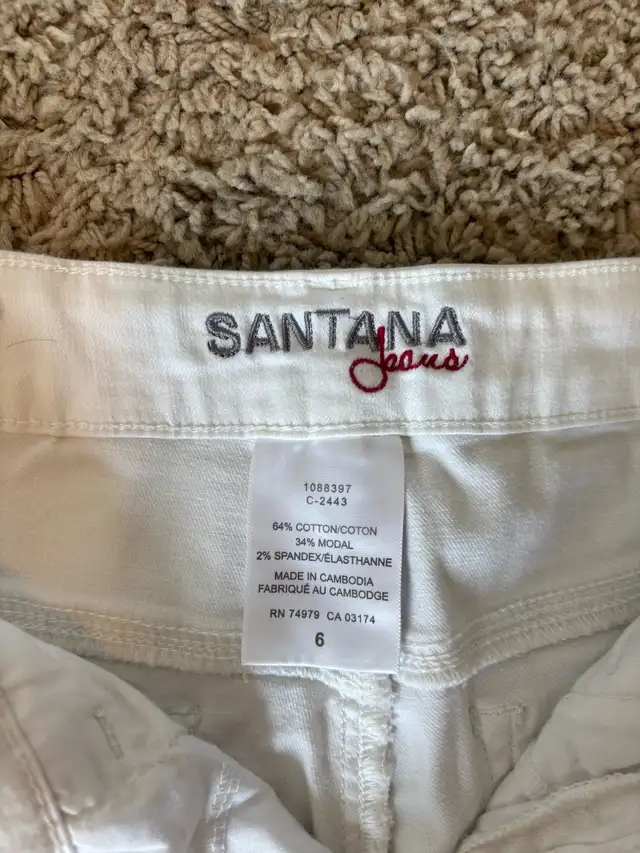 SANTANA
Jeans
1088397
C-2443
64% COTTON/COTON
34% MODAL
2% SPANDEX/ÉLASTHANNE
MADE IN CAMBODIA
FABRIQUÉ AU CAMBODGE
RN 74979 CA 03174
6